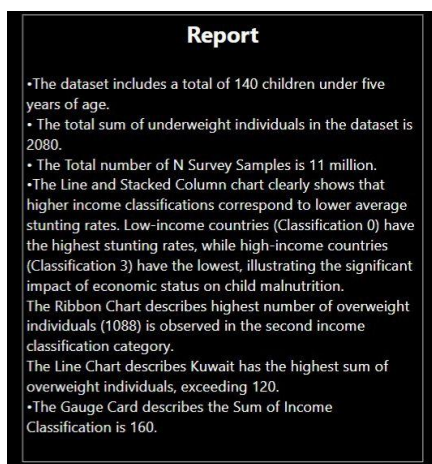 Report
•The dataset includes a total of 140 children under five
years of age.
• The total sum of underweight individuals in the dataset is
2080.
• The Total number of N Survey Samples is 11 million.
•The Line and Stacked Column chart clearly shows that
higher income classifications correspond to lower average
stunting rates. Low-income countries (Classification 0) have
the highest stunting rates, while high-income countries
(Classification 3) have the lowest, illustrating the significant
impact of economic status on child malnutrition.
The Ribbon Chart describes highest number of overweight
individuals (1088) is observed in the second income
classification category.
The Line Chart describes Kuwait has the highest sum of
overweight individuals, exceeding 120.
•The Gauge Card describes the Sum of Income
Classification is 160.